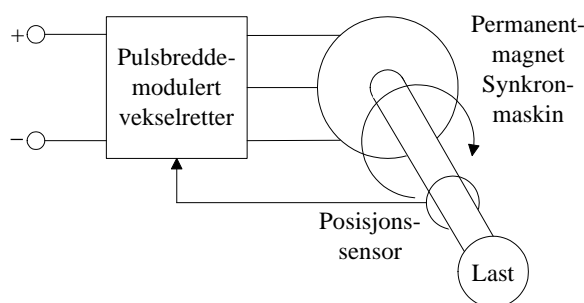 +
−
Pulsbredde-
modulert
vekselretter
Permanent-
magnet
Synkron-
maskin
Posisjons-
sensor
Last